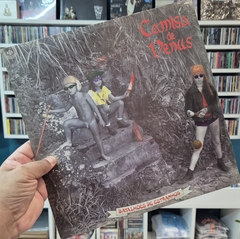 Camisa
de
Vênus
BATALHÕES DE ESTRANHOS